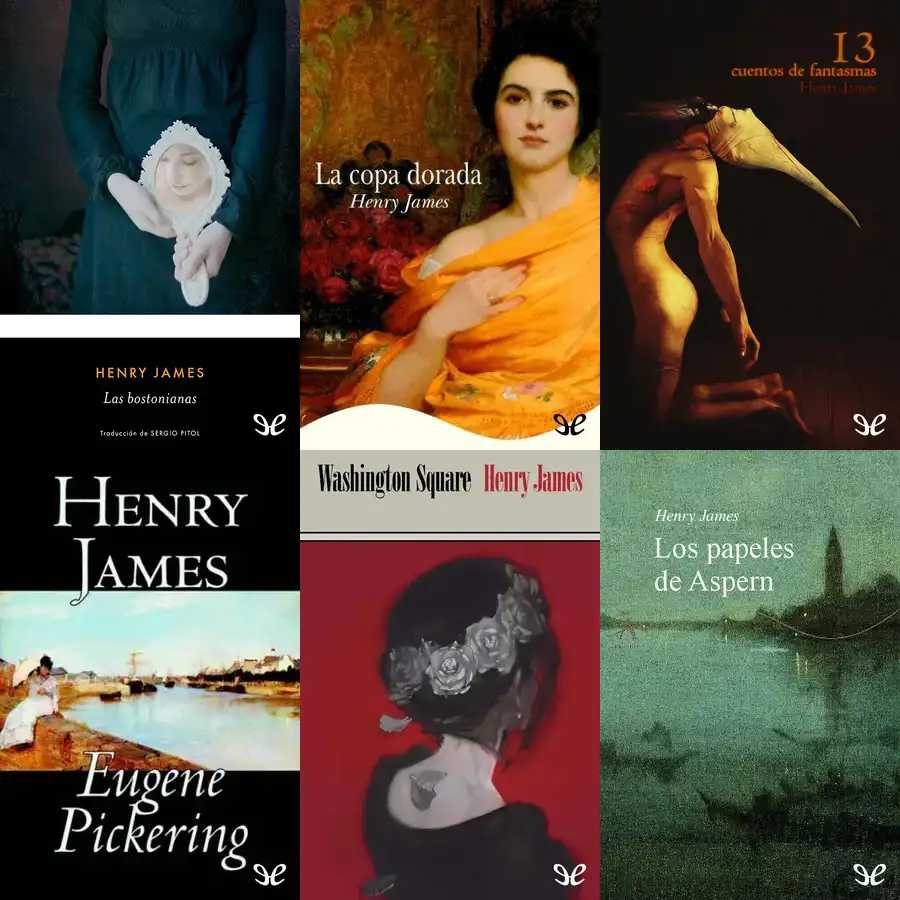 HENRY JAMES
Las bostonianas
Traducción de SERGIO PITOL
La copa dorada
Henry James
13
cuentos de fantasmas
Henry James
HENRY
JAMES
Eugene
Pickering
Washington Square Henry James
Henry James
Los papeles
de Aspern